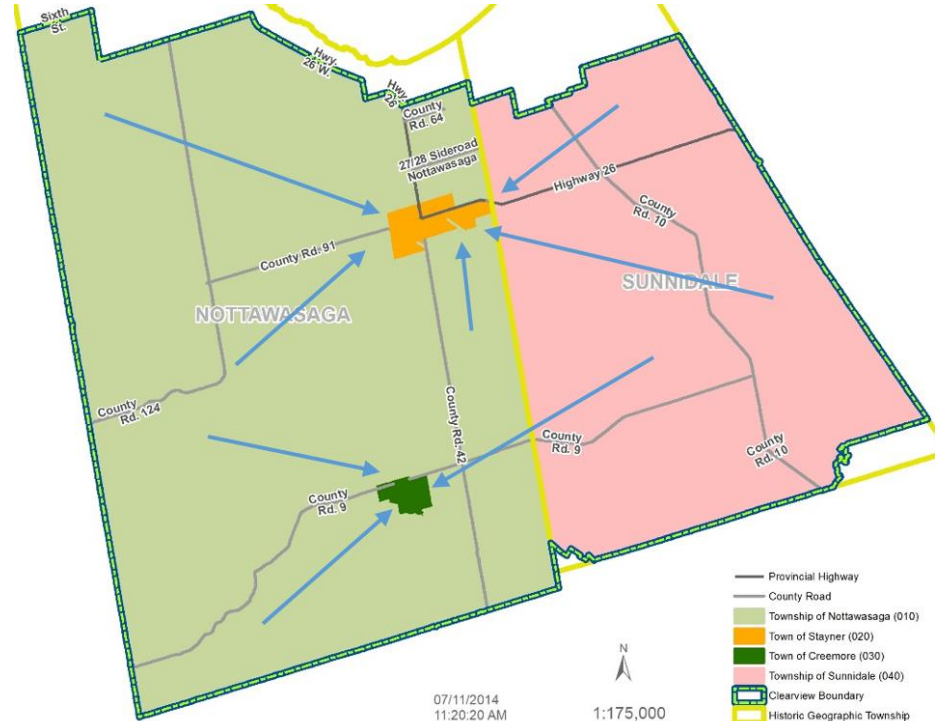 Sixth
St.
Hwy.
26 W.
Hwy.
26
County
Rd. 64
27/28 Sideroad
Nottawasaga
Highway 26
County
Rd. 10
County Rd. 91
SUNNIDALE
NOTTAWASAGA
County
Rd. 124
County Rd. 42
County
Rd. 9
County
Rd. 10
County
Rd. 9
Provincial Highway
County Road
Township of Nottawasaga (010)
Town of Stayner (020)
Town of Creemore (030)
Township of Sunnidale (040)
Clearview Boundary
Historic Geographic Township
N
07/11/2014
11:20:20 AM
1:175,000